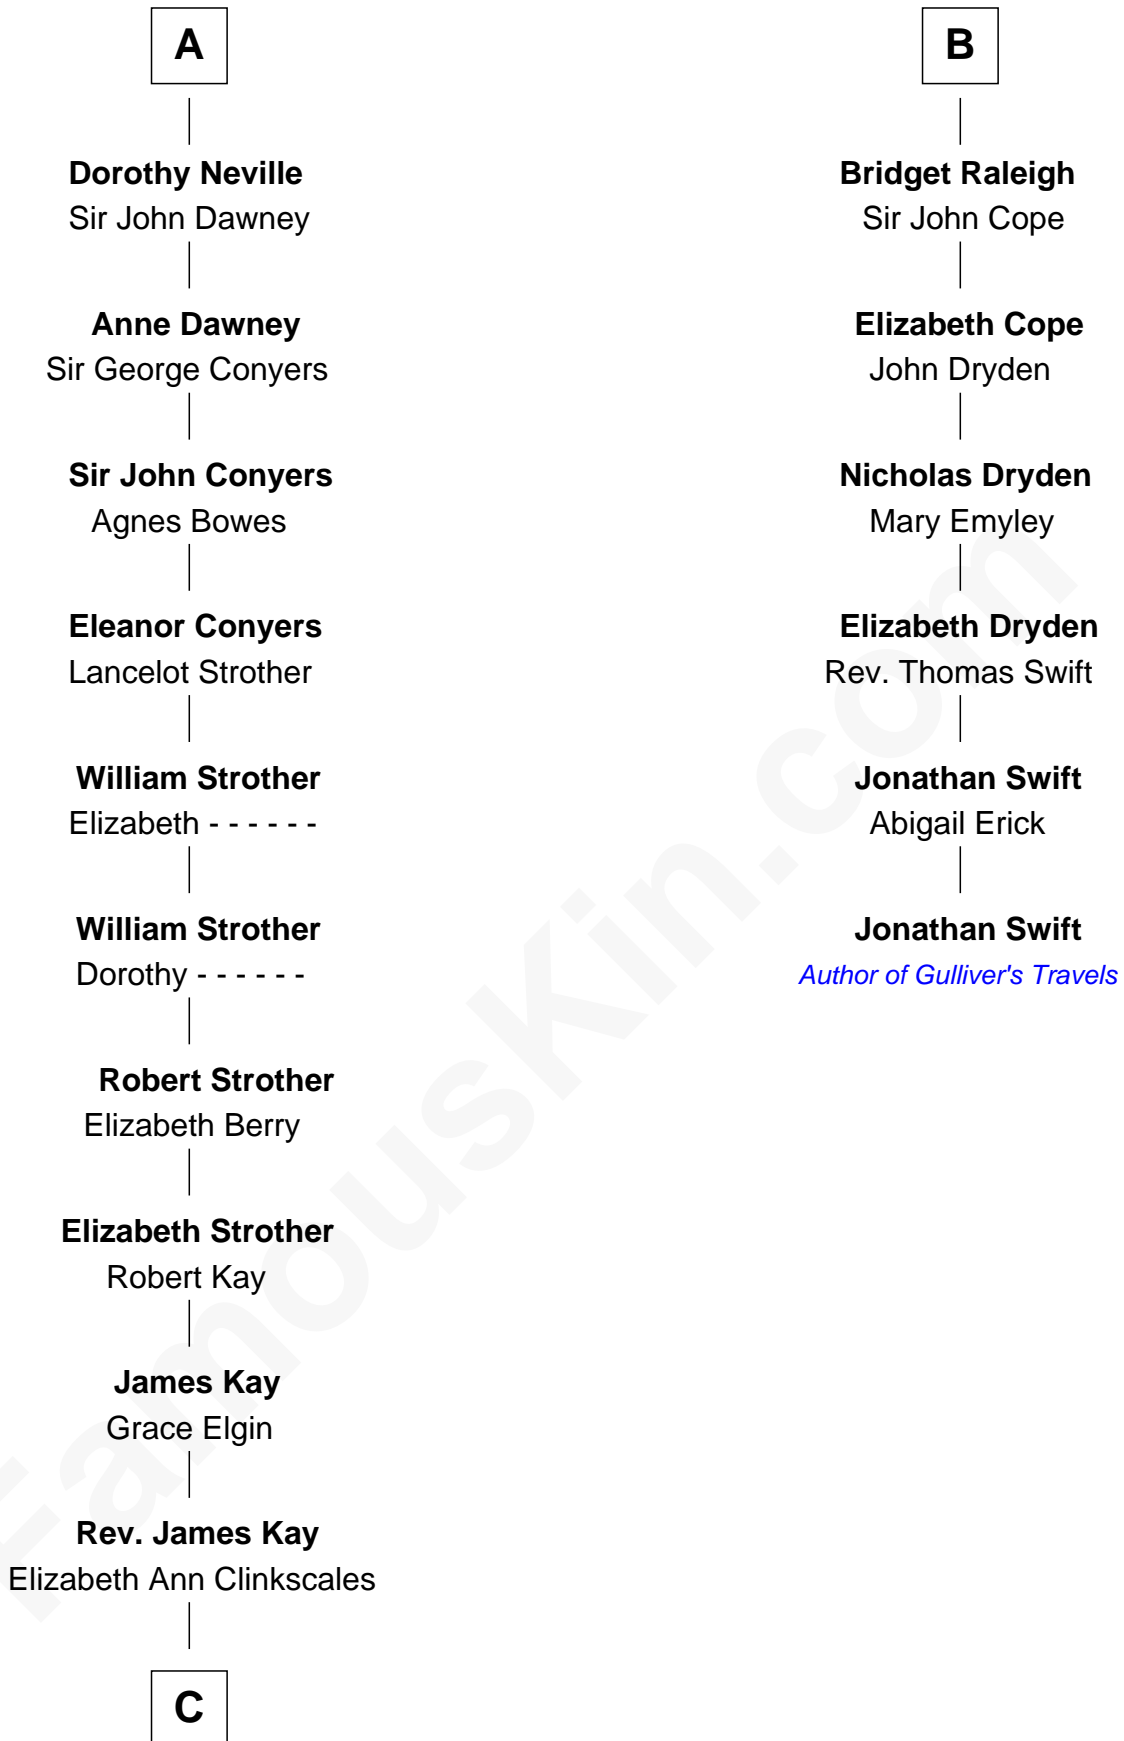 A
Dorothy Neville
Sir John Dawney
Anne Dawney
Sir George Conyers
Sir John Conyers
Agnes Bowes
Eleanor Conyers
Lancelot Strother
William Strother
Elizabeth - - - - - -
William Strother
Dorothy - - - - - -
Robert Strother
Elizabeth Berry
Elizabeth Strother
Robert Kay
James Kay
Grace Elgin
Rev. James Kay
Elizabeth Ann Clinkscales
C
B
Bridget Raleigh
Sir John Cope
Elizabeth Cope
John Dryden
Nicholas Dryden
Mary Emyley
Elizabeth Dryden
Rev. Thomas Swift
Jonathan Swift
Abigail Erick
Jonathan Swift
Author of Gulliver's Travels
FamousKin.com